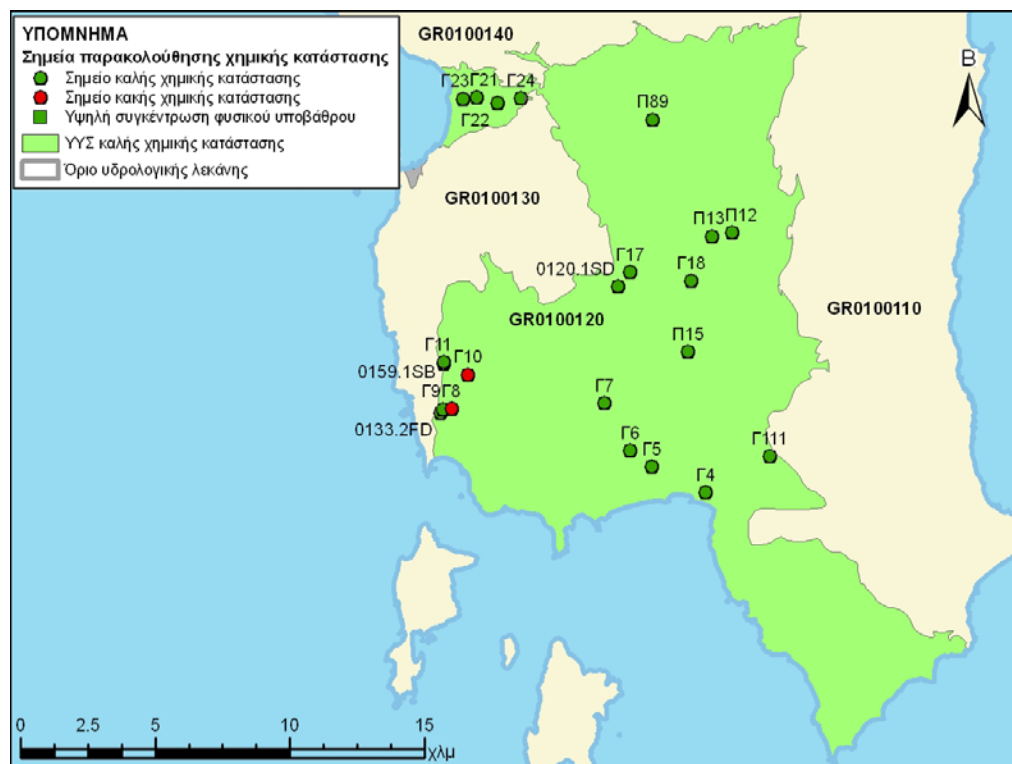 ΥΠΟΜΝΗΜΑ
Σημεία παρακολούθησης χημικής κατάστασης
Σημείο καλής χημικής κατάστασης
Σημείο κακής χημικής κατάστασης
Υψηλή συγκέντρωση φυσικού υποβάθρου
ΥΥΣ καλής χημικής κατάστασης
Όριο υδρολογικής λεκάνης
GR0100140
Β
Γ23 Γ21 Γ24
Γ22
Π89
GR0100130
Π13 Π12
Γ17
0120.1SD
Γ18
GR0100110
GR0100120
Π15
Γ11
Γ10
0159.1SB
Γ9 Γ8
Γ7
0133.2FD
Γ6
Γ5
Γ111
Γ4
0 2.5 5 10 15
χλμ